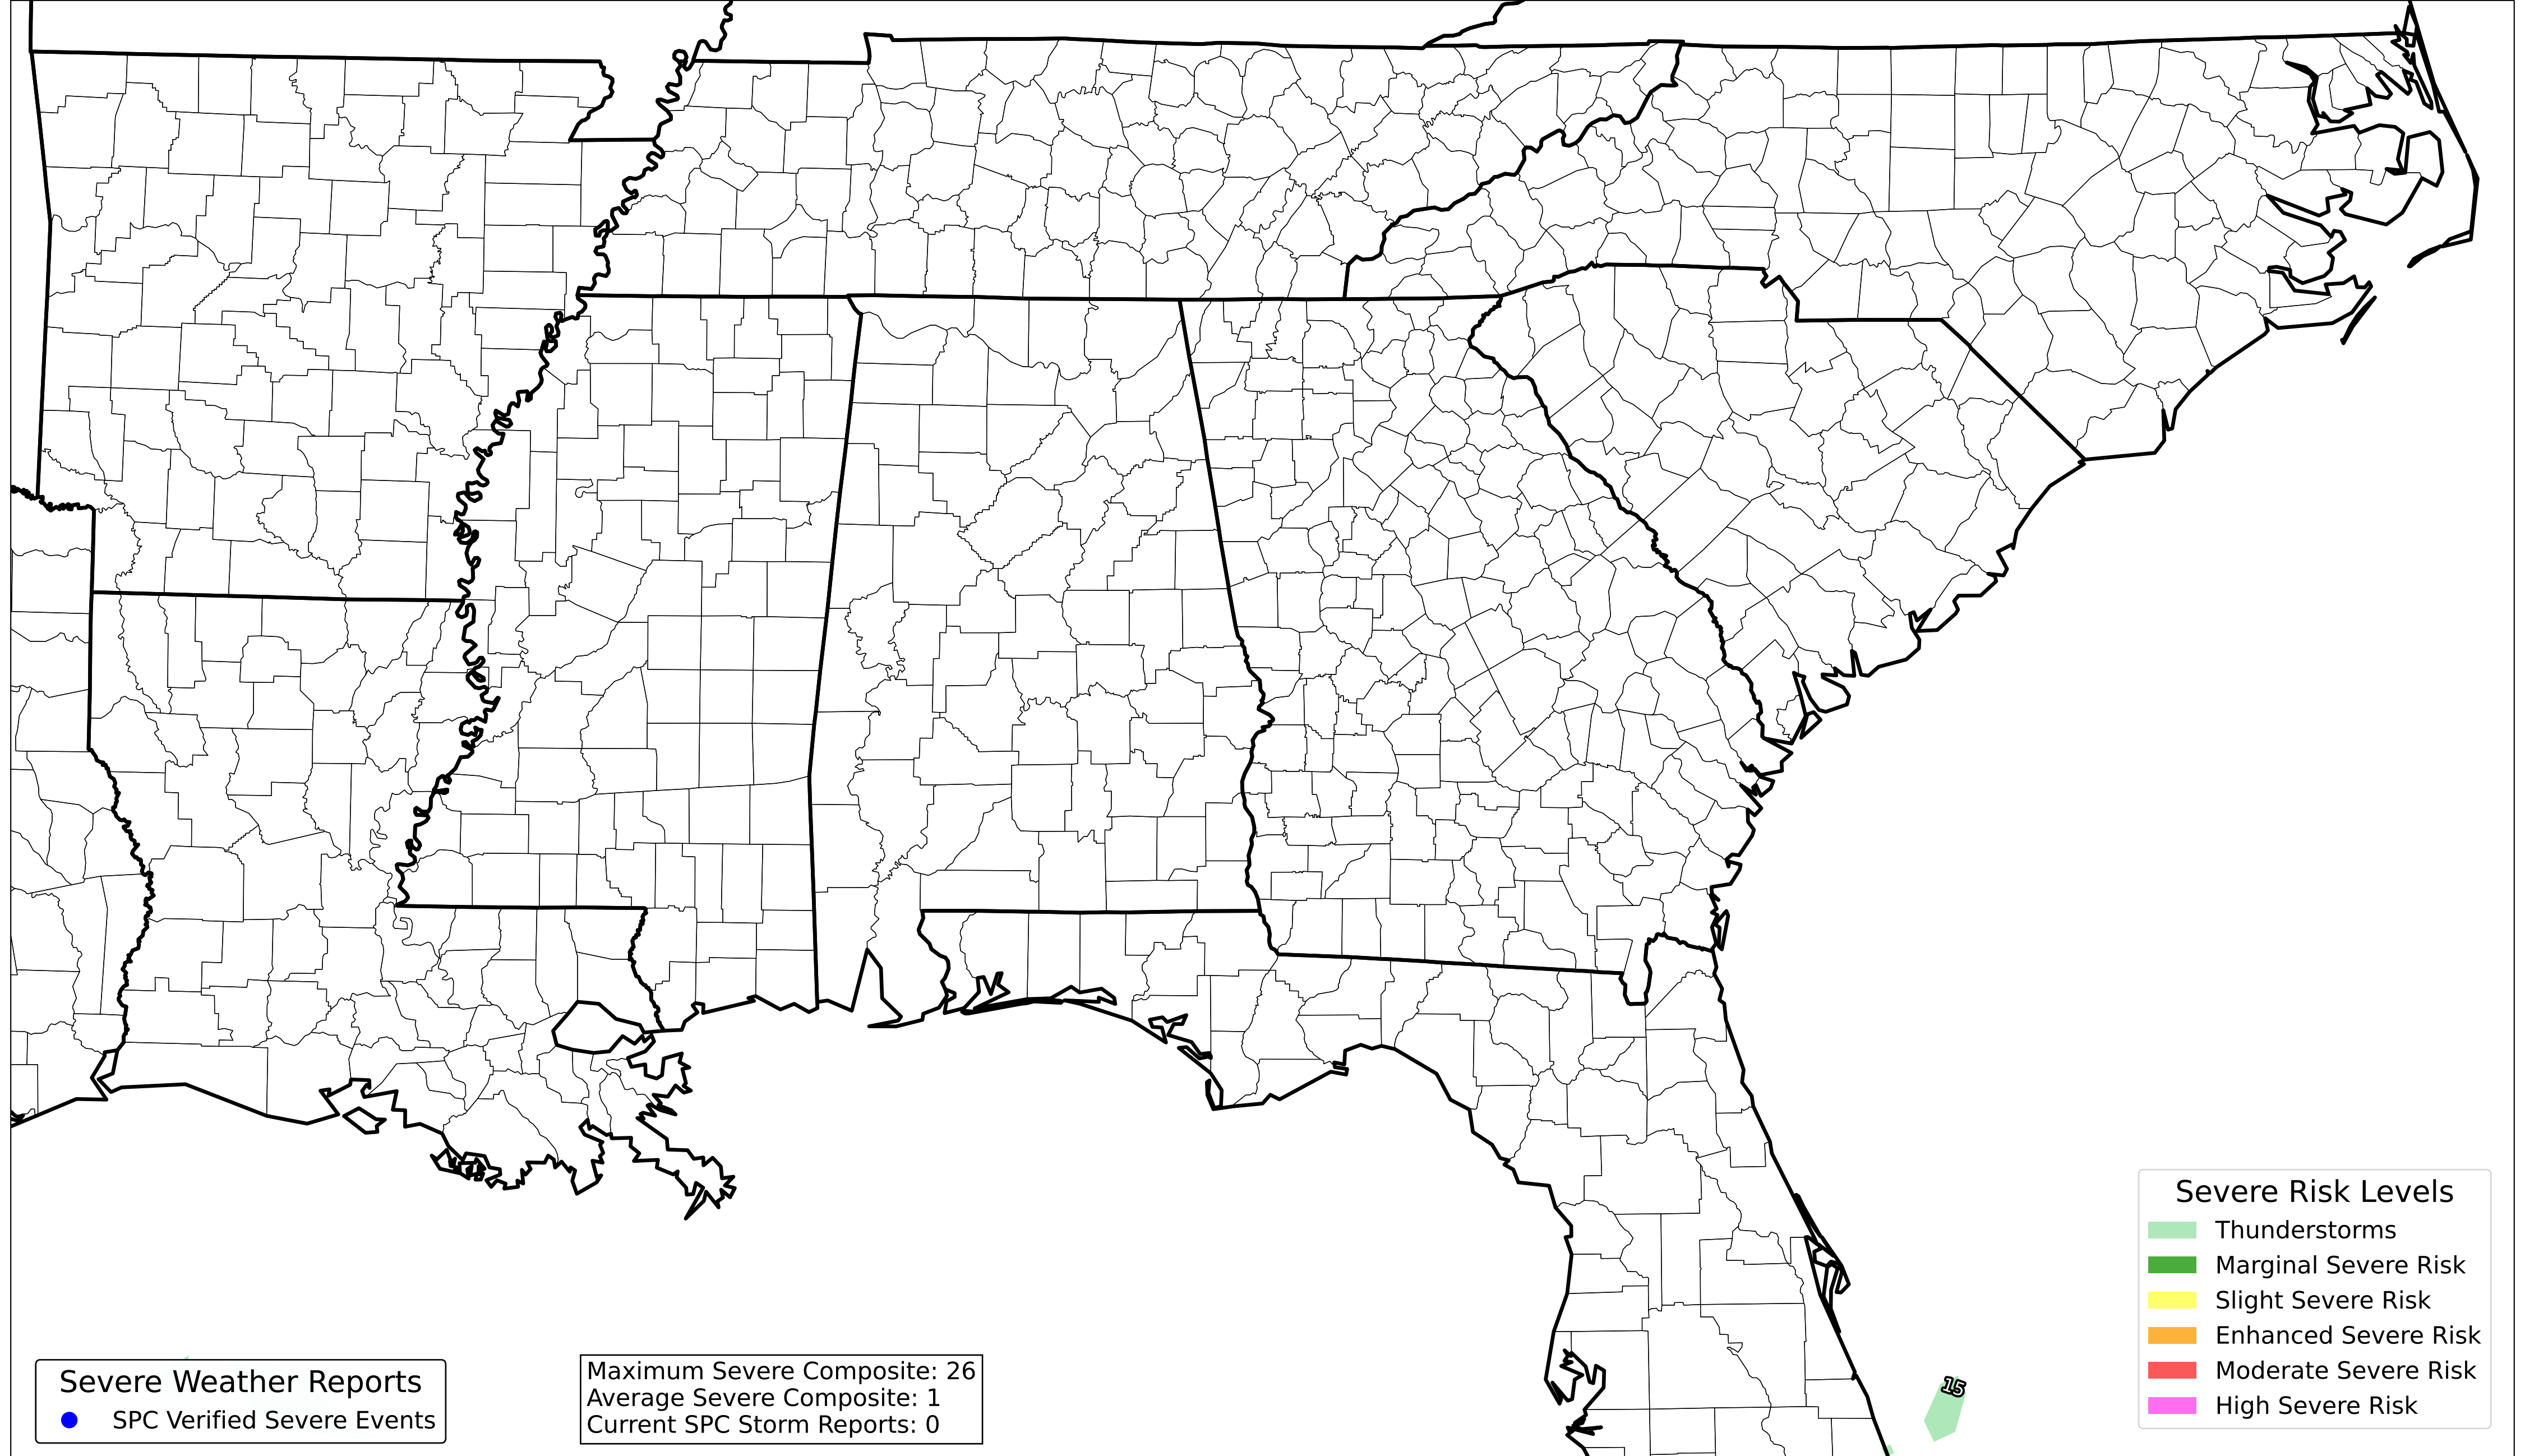 Severe Risk Levels
Thunderstorms
Marginal Severe Risk
Slight Severe Risk
Enhanced Severe Risk
Moderate Severe Risk
High Severe Risk
Severe Weather Reports
SPC Verified Severe Events
Maximum Severe Composite: 26
Average Severe Composite: 1
Current SPC Storm Reports: 0
15